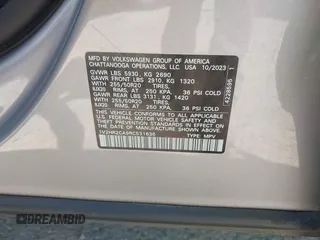 MFD BY VOLKSWAGEN GROUP OF AMERICA
CHATTANOOGA OPERATIONS, LLC USA 10/2023
GVWR LBS 5930, KG 2690
GAWR FRONT LBS 2910, KG 1320
WITH 255/50R20 TIRES,
8JX20 RIMS, AT 250 KPA, 36 PSI COLD
GAWR REAR LBS 3131, KG 1420
WITH 255/50R20 TIRES,
8JX20 RIMS, AT 250 KPA, 36 PSI COLD
THIS VEHICLE CONFORMS TO ALL APPLICABLE
U.S. FEDERAL MOTOR VEHICLE SAFETY
STANDARDS IN EFFECT ON THE DATE OF
MANUFACTURE SHOWN ABOVE.
TYPE: MPV
DREAMBID